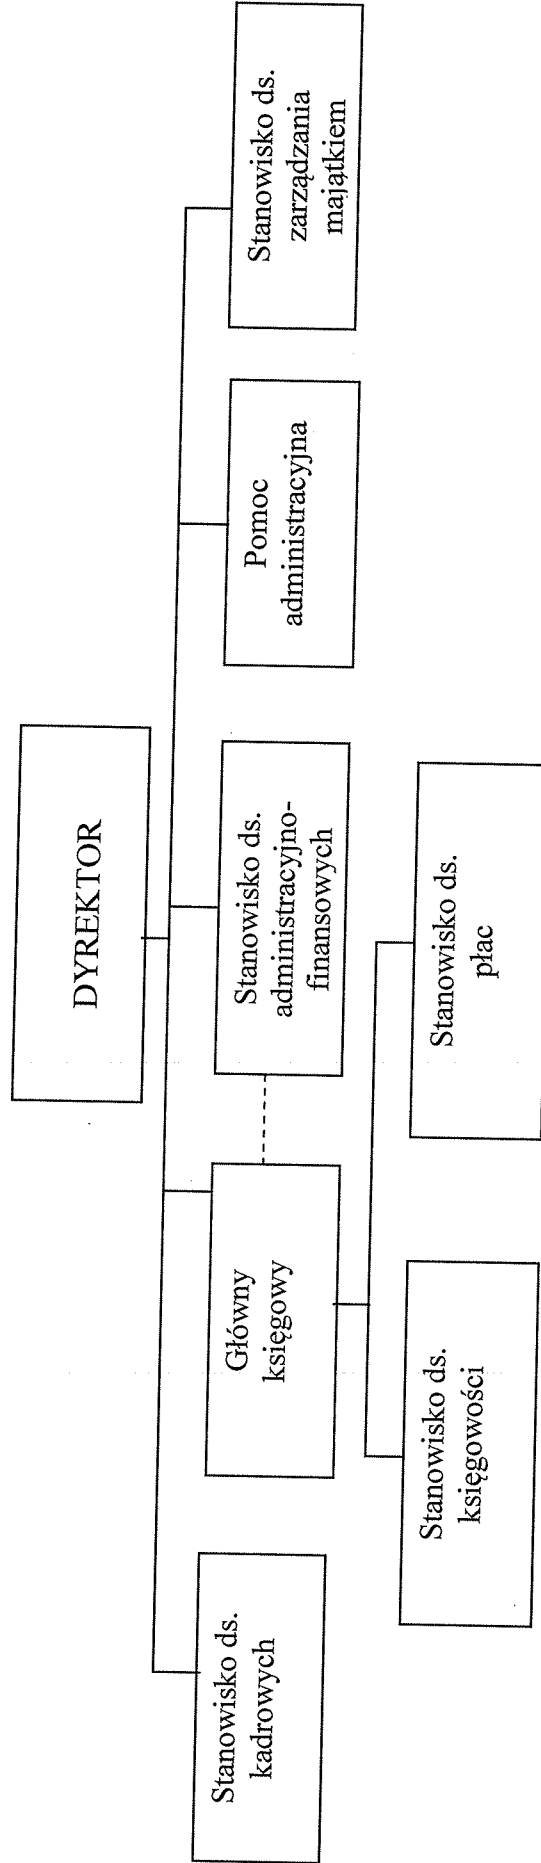 DYREKTOR
Stanowisko ds.
kadrowych
Główny
księgowy
Stanowisko ds.
administracyjno-
finansowych
Pomoc
administracyjna
Stanowisko ds.
zarządzania
majątkiem
Stanowisko ds.
księgowości
Stanowisko ds.
płac